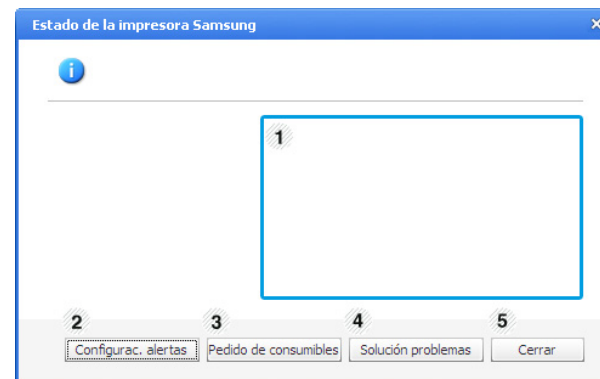 Estado de la impresora Samsung
1
2 3 4 5
Configurac. alertas Pedido de consumibles Solución problemas Cerrar